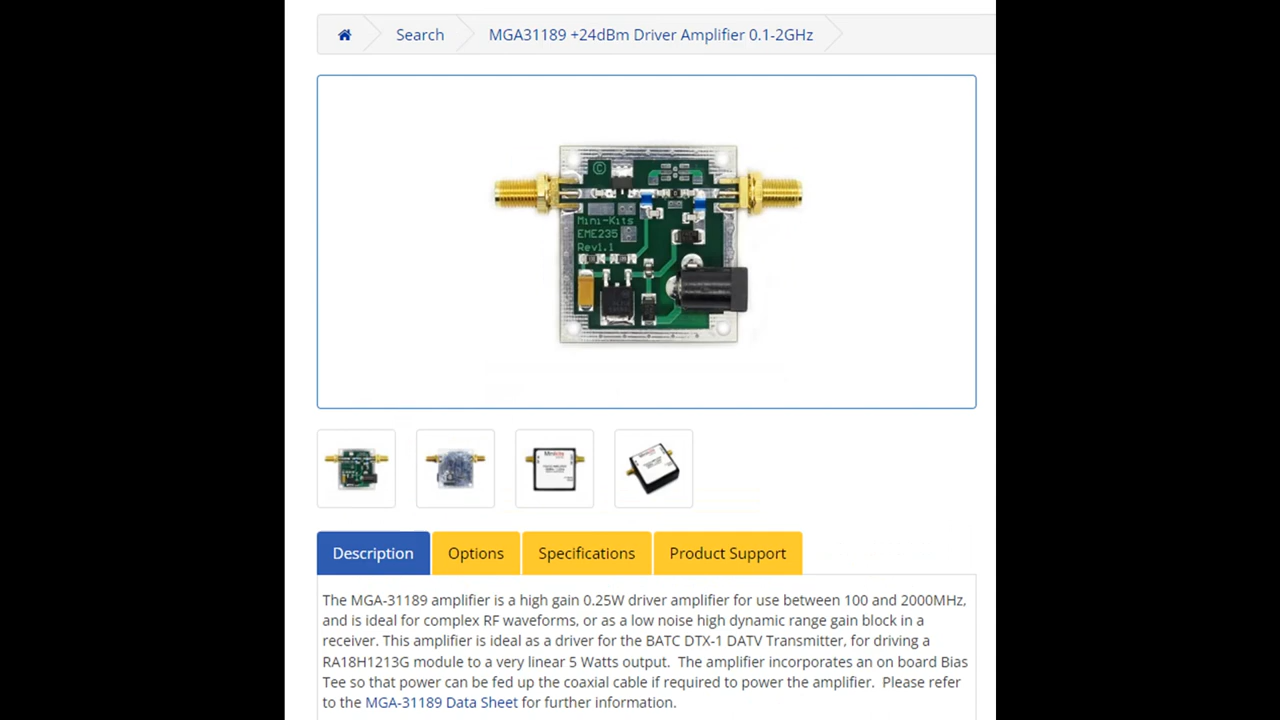 Search
MGA31189 +24dBm Driver Amplifier 0.1-2GHz
©
Mini-Kits
EME235
Rev1.1
Description
Options
Specifications
Product Support
The MGA-31189 amplifier is a high gain 0.25W driver amplifier for use between 100 and 2000MHz,
and is ideal for complex RF waveforms, or as a low noise high dynamic range gain block in a
receiver. This amplifier is ideal as a driver for the BATC DTX-1 DATV Transmitter, for driving a
RA18H1213G module to a very linear 5 Watts output.  The amplifier incorporates an on board Bias
Tee so that power can be fed up the coaxial cable if required to power the amplifier.  Please refer
to the MGA-31189 Data Sheet for further information.